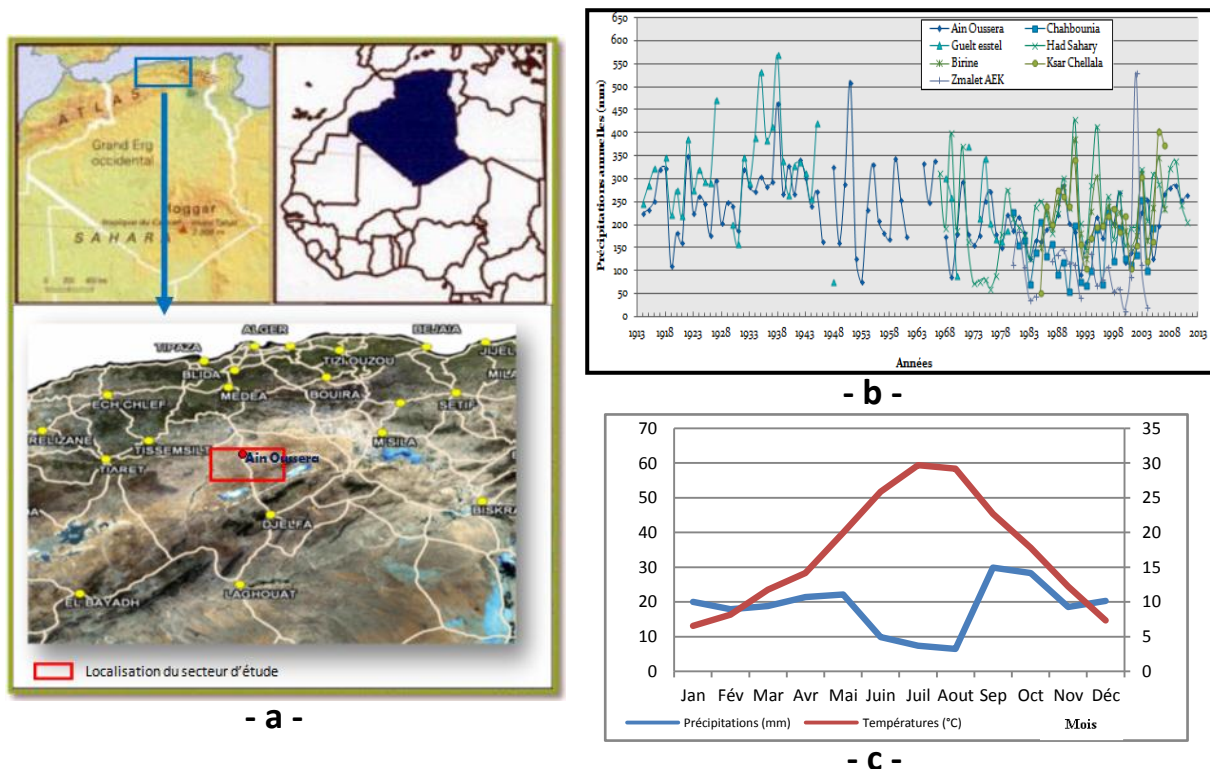 ATLAS
Grand Erg
occidental
Hoggar
SAHARA
ALGER
BEJAIA
TIPAZA
JIJEL
TIZI OUZOU
BLIDA
MILA
ECH CHLEF
MEDEA
BOUIRA
SETIF
RELIZANE
TISSEMSILT
M'SILA
Ain Oussera
TIARET
BISKRA
DJELFA
LAGHOUAT
EL BAYADH
Localisation du secteur d'étude
- a -
Précipitations annuelles (mm)
650
600
550
500
450
400
350
300
250
200
150
100
50
0
Ain Oussera
Chahbounia
Guelt esstel
Had Sahary
Birine
Ksar Chellala
Zmalet AEK
1913 1918 1923 1928 1933 1938 1943 1948 1953 1958 1963 1968 1973 1978 1983 1988 1993 1998 2003 2008 2013
Années
- b -
70
60
50
40
30
20
10
0
35
30
25
20
15
10
5
0
Jan Fév Mar Avr Mai Juin Juil Aout Sep Oct Nov Déc
Précipitations (mm) Températures (°C) Mois
- c -